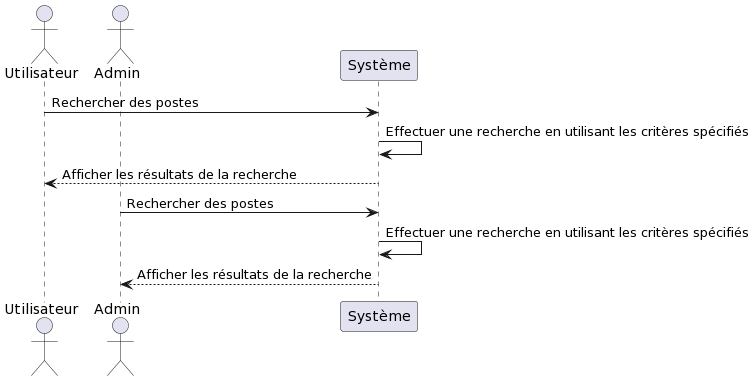 Utilisateur Admin Système
Rechercher des postes
Effectuer une recherche en utilisant les critères spécifiés
Afficher les résultats de la recherche
Rechercher des postes
Effectuer une recherche en utilisant les critères spécifiés
Afficher les résultats de la recherche
Utilisateur Admin Système